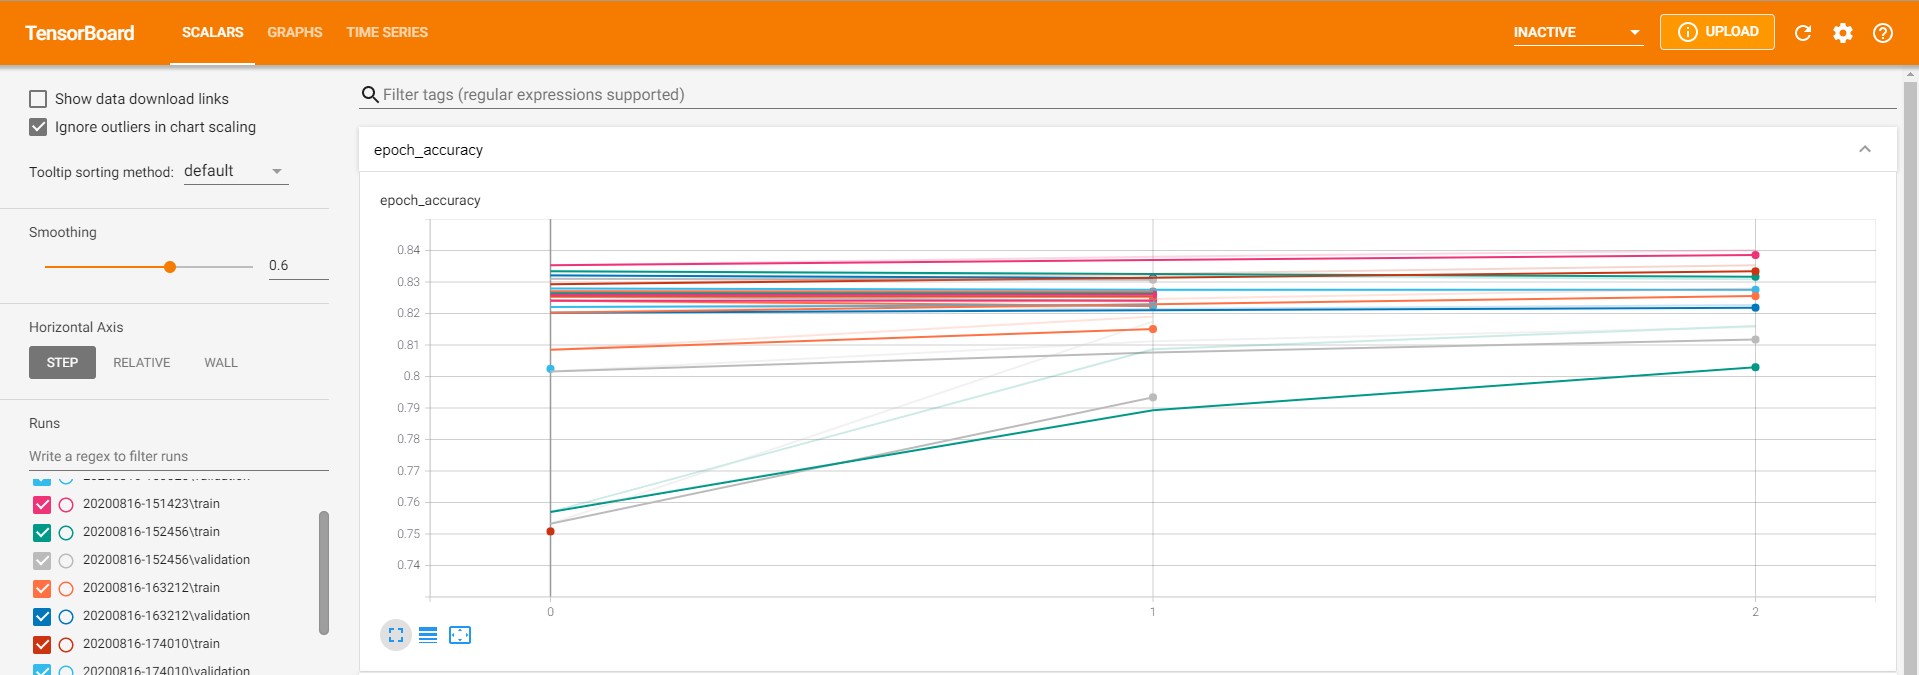 TensorBoard
SCALARS
GRAPHS
TIME SERIES
INACTIVE
UPLOAD
Show data download links
Ignore outliers in chart scaling
Tooltip sorting method: default
Smoothing
0.6
Horizontal Axis
STEP
RELATIVE
WALL
Runs
Write a regex to filter runs
20200816-151423\train
20200816-152456\train
20200816-152456\validation
20200816-163212\train
20200816-163212\validation
20200816-174010\train
20200816-174010\validation
Filter tags (regular expressions supported)
epoch_accuracy
epoch_accuracy
0.84
0.83
0.82
0.81
0.8
0.79
0.78
0.77
0.76
0.75
0.74
0
1
2